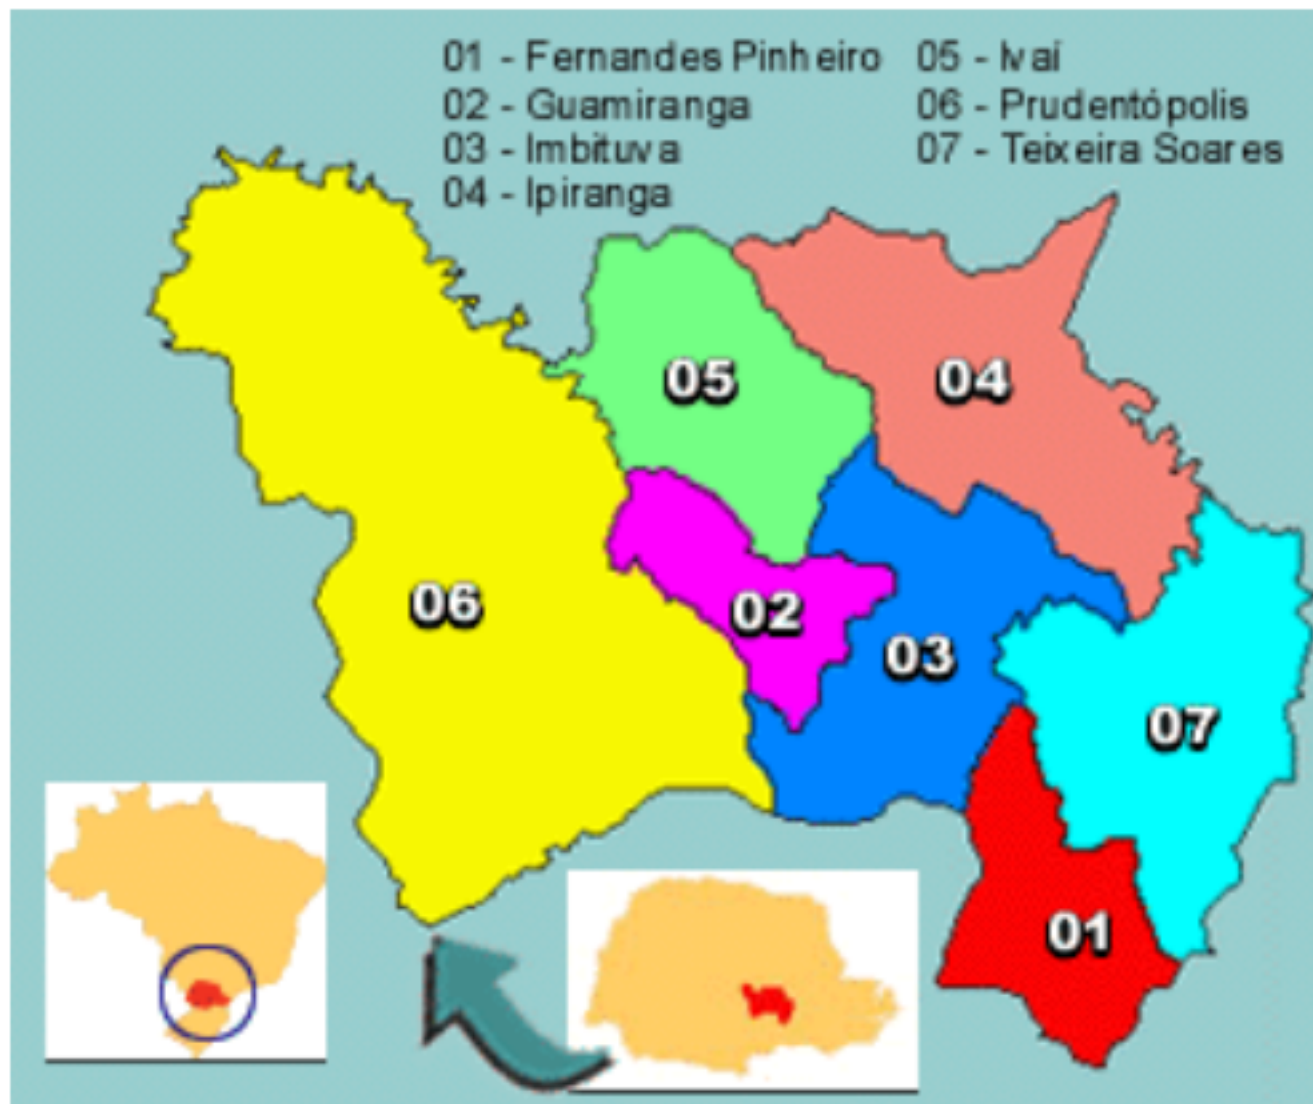 01 - Fernandes Pinheiro
02 - Guamiranga
03 - Imbituva
04 - Ipiranga
05 - Ivaí
06 - Prudentópolis
07 - Teixeira Soares
05
04
06
02
03
07
01